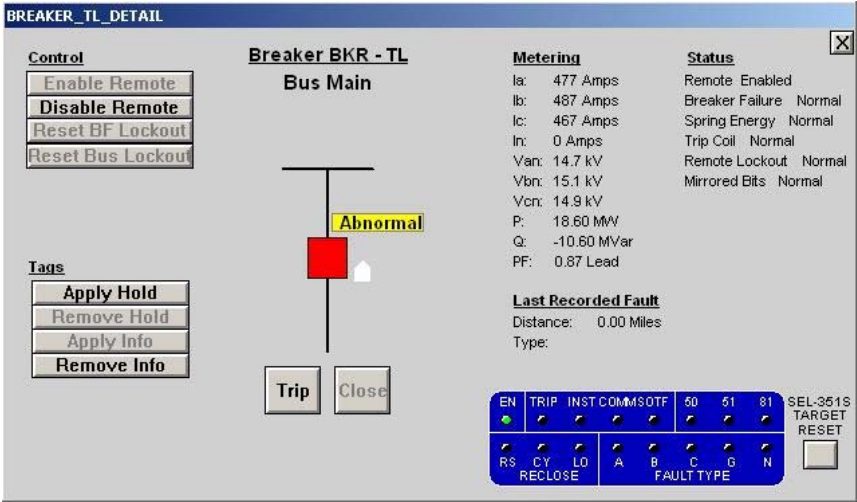 BREAKER_TL_DETAIL
X
Control
Enable Remote
Disable Remote
Reset BF Lockout
Reset Bus Lockout
Tags
Apply Hold
Remove Hold
Apply Info
Remove Info
Breaker BKR - TL
Bus Main
Abnormal
Trip
Close
Metering
Ia: 477 Amps
Ib: 487 Amps
Ic: 467 Amps
In: 0 Amps
Van: 14.7 kV
Vbn: 15.1 kV
Vcn: 14.9 kV
P: 18.60 MW
Q: -10.60 MVar
PF: 0.87 Lead
Last Recorded Fault
Distance: 0.00 Miles
Type:
Status
Remote Enabled
Breaker Failure Normal
Spring Energy Normal
Trip Coil Normal
Remote Lockout Normal
Mirrored Bits Normal
EN TRIP INST COMM SOTF 50 51 81
RS CY LO A B C G N
RECLOSE FAULT TYPE
SEL-351S
TARGET
RESET